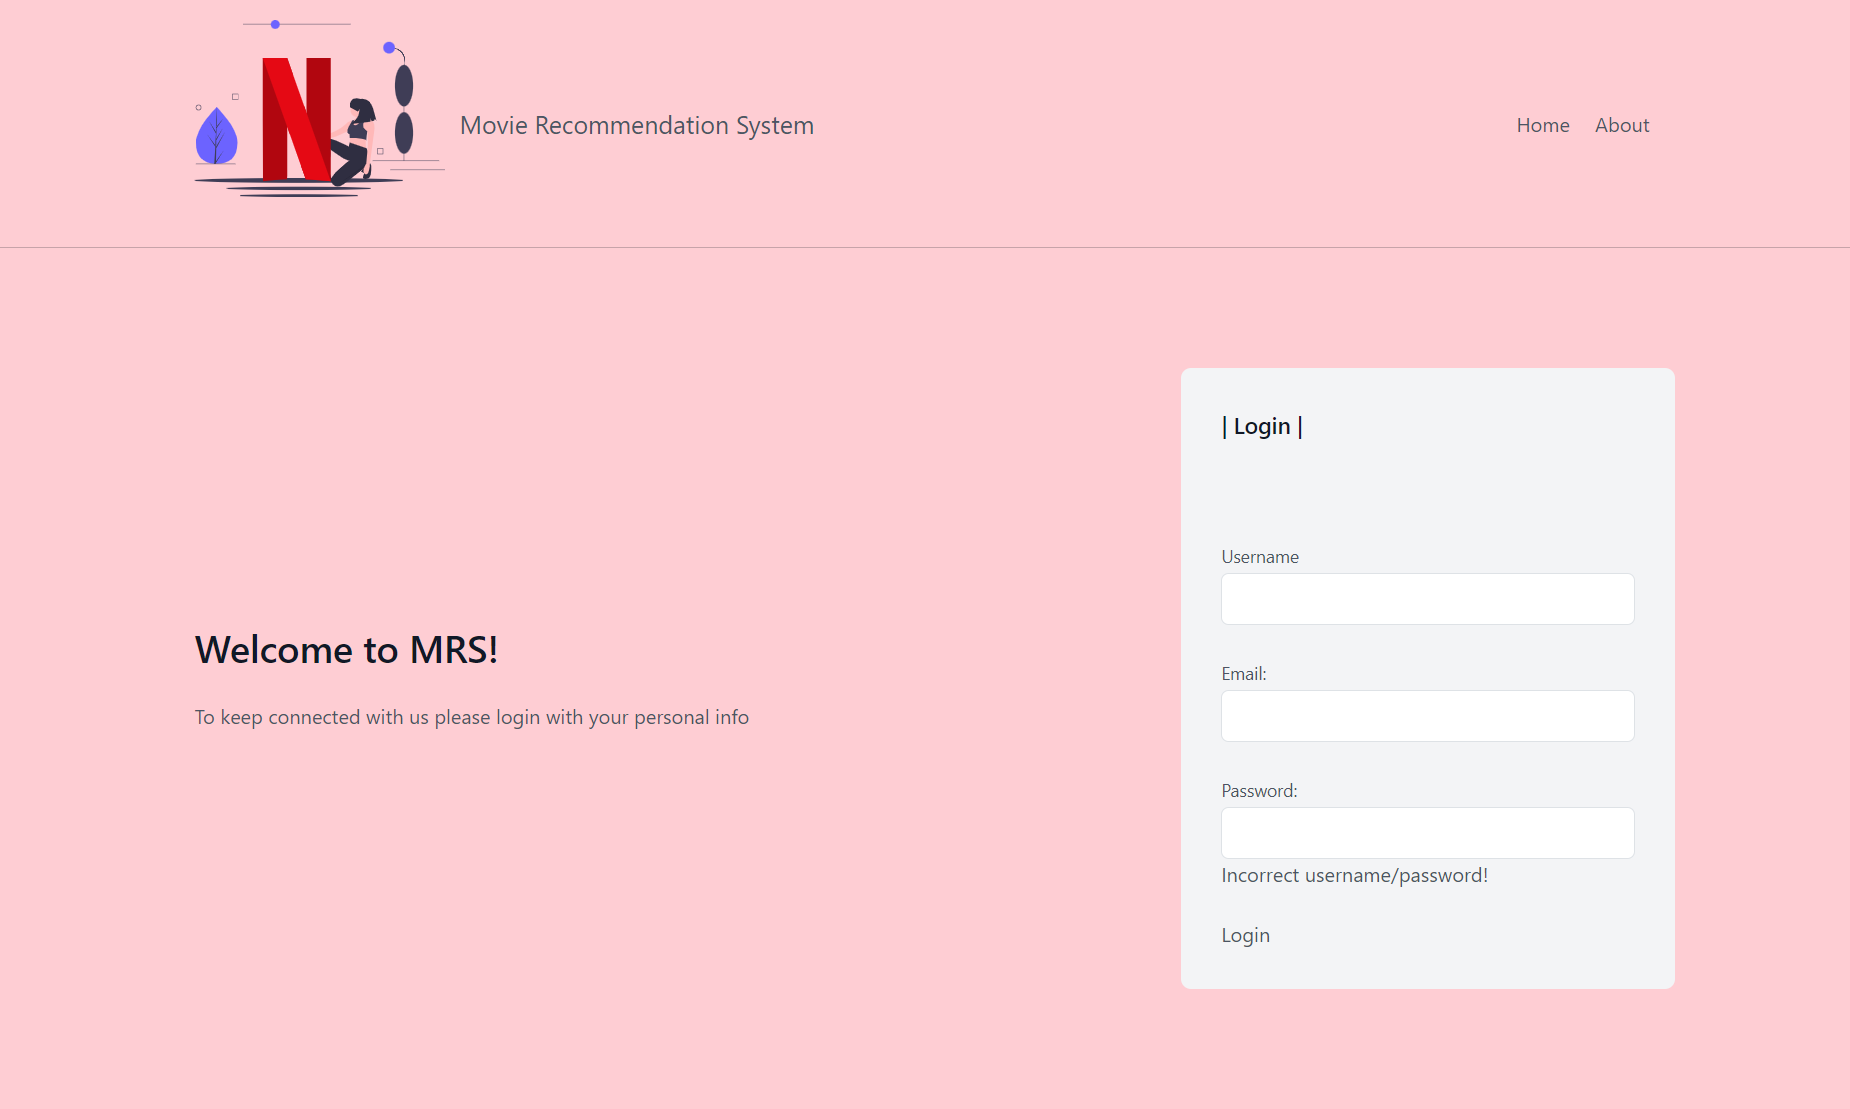 N
Movie Recommendation System
Home About
| Login |
Username
Welcome to MRS!
Email:
To keep connected with us please login with your personal info
Password:
Incorrect username/password!
Login